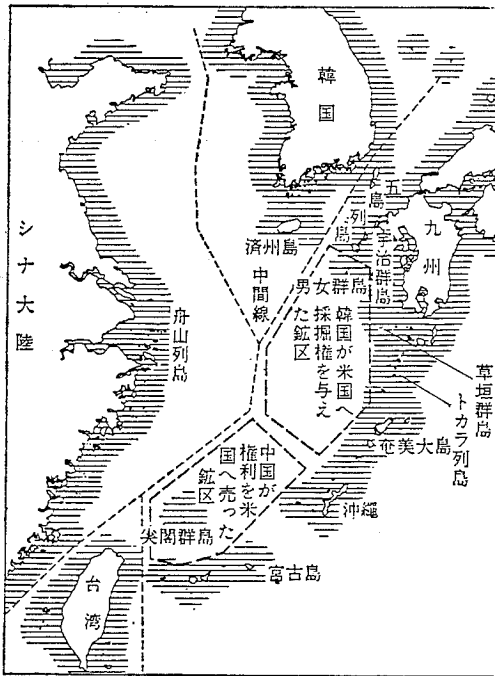 韓国
五島列島
九州
宇治群島
済州島
男女群島
中間線
シナ大陸
舟山列島
韓国が米国へ
採掘権を与え
た鉱区
草垣群島
トカラ列島
奄美大島
中国が
権利を米
国へ売った
鉱区
沖縄
尖閣群島
宮古島
台湾